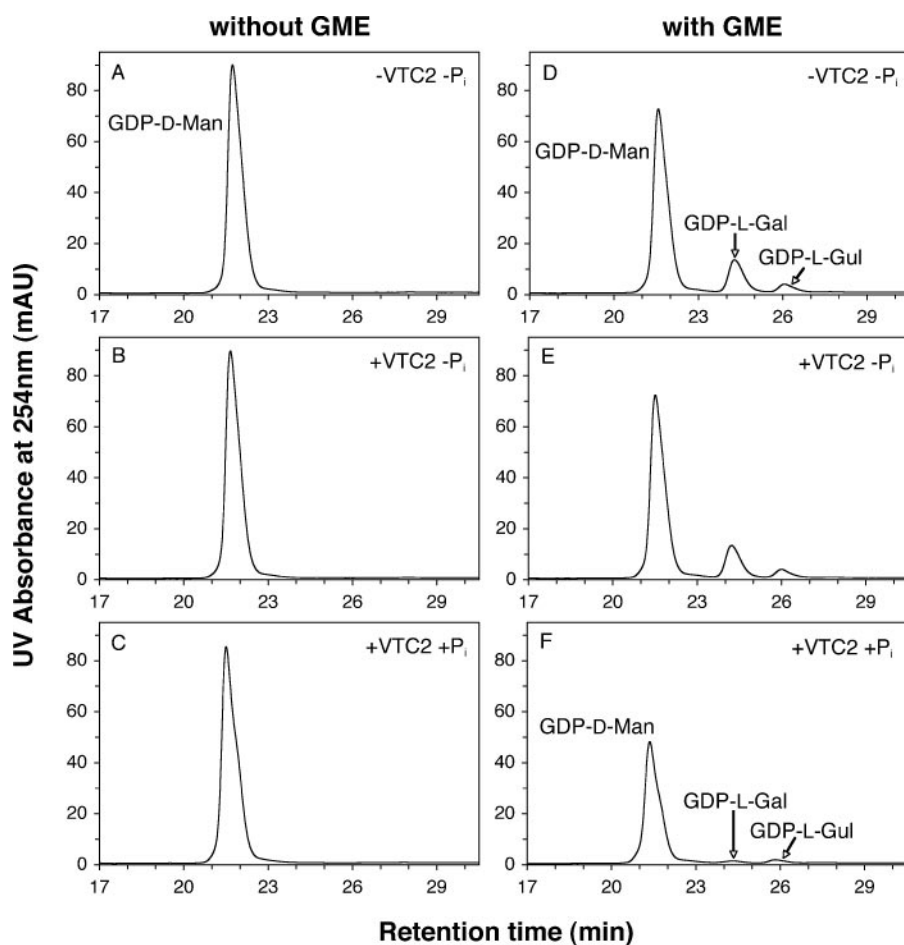 without GME
with GME
UV Absorbance at 254nm (mAU)
A
-VTC2 -Pi
GDP-D-Man
80
60
40
20
0
17 20 23 26 29
D
-VTC2 -Pi
GDP-D-Man
GDP-L-Gal
GDP-L-Gul
80
60
40
20
0
17 20 23 26 29
B
+VTC2 -Pi
80
60
40
20
0
17 20 23 26 29
E
+VTC2 -Pi
80
60
40
20
0
17 20 23 26 29
C
+VTC2 +Pi
80
60
40
20
0
17 20 23 26 29
F
+VTC2 +Pi
GDP-D-Man
GDP-L-Gal
GDP-L-Gul
80
60
40
20
0
17 20 23 26 29
Retention time (min)